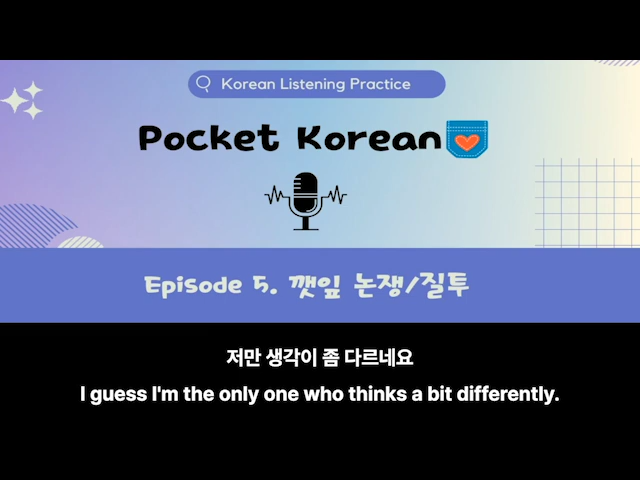 Korean Listening Practice
Pocket Korean
Episode 5. 깻잎 논쟁/질투
저만 생각이 좀 다르네요
I guess I'm the only one who thinks a bit differently.